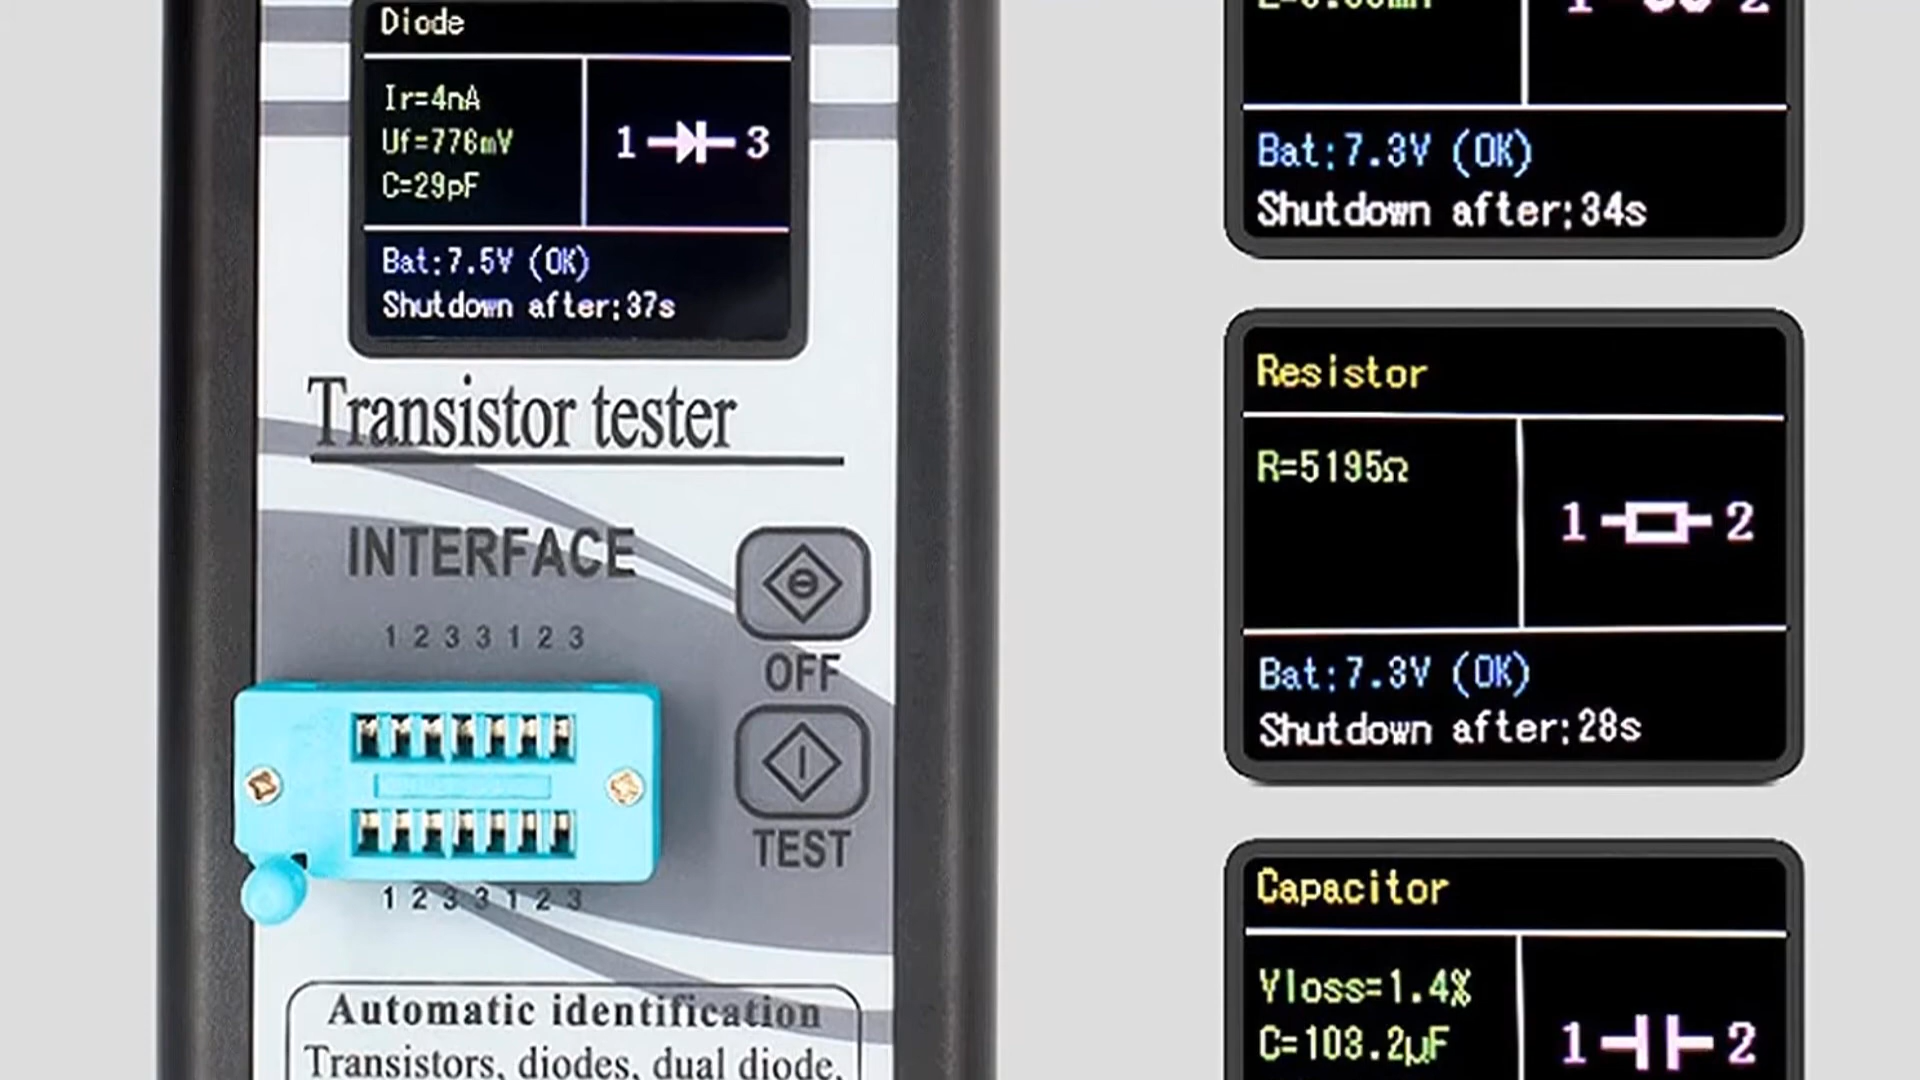 Diode
Ir=4nA
Uf=776mV
C=29pF
1 3
Bat:7.5V (OK)
Shutdown after:37s
Transistor tester
INTERFACE
1 2 3 3 1 2 3
OFF
TEST
1 2 3 3 1 2 3
Automatic identification
Transistors, diodes, dual diode,
1 2
Bat:7.3V (OK)
Shutdown after:34s
Resistor
R=5195Ω
1 2
Bat:7.3V (OK)
Shutdown after:28s
Capacitor
Vloss=1.4%
C=103.2µF
1 2